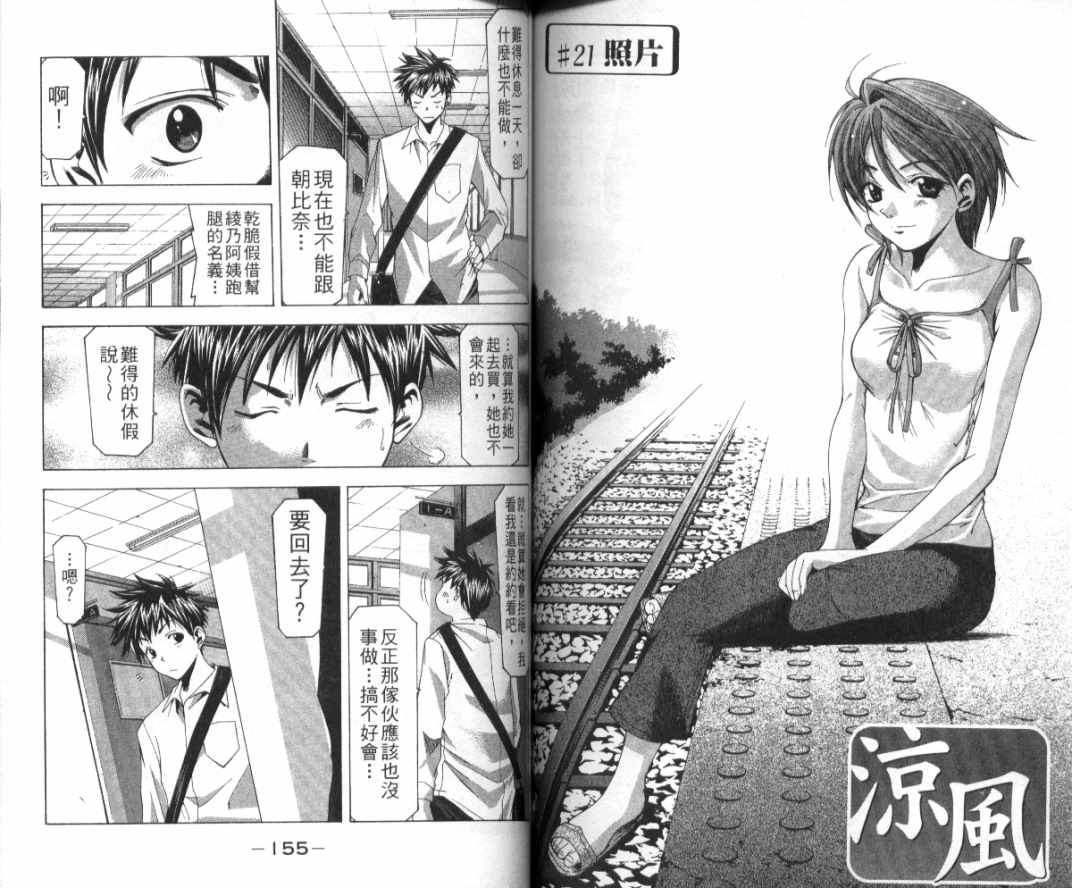 #21 照片
涼風
難得休息一天，卻
什麼也不能做，
現在也不能跟
朝比奈…
啊！
乾脆假借幫
綾乃阿姨跑
腿的名義…
…就算我約她一
起去買，她也不
會來的，
難得的休假
說～～
就…就算她會拒絕，我
看我還是約約看吧，
1-A
反正那傢伙應該也沒
事做…搞不好會…
要回去了？
…嗯？
—155—